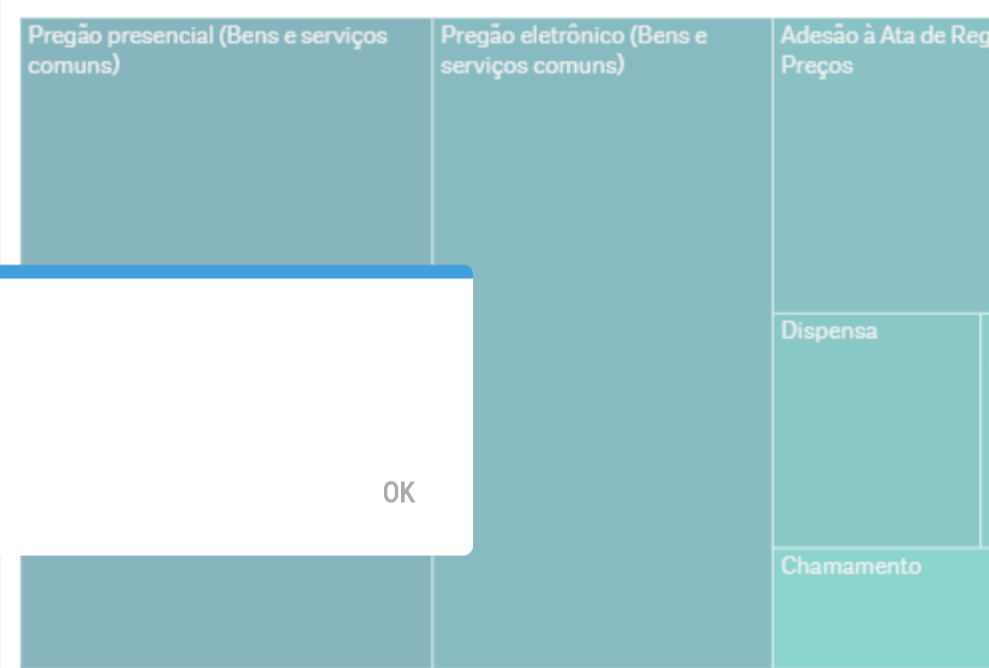 Pregão presencial (Bens e serviços
comuns)
Pregão eletrônico (Bens e
serviços comuns)
Adesão à Ata de Reg
Preços
Dispensa
OK
Chamamento